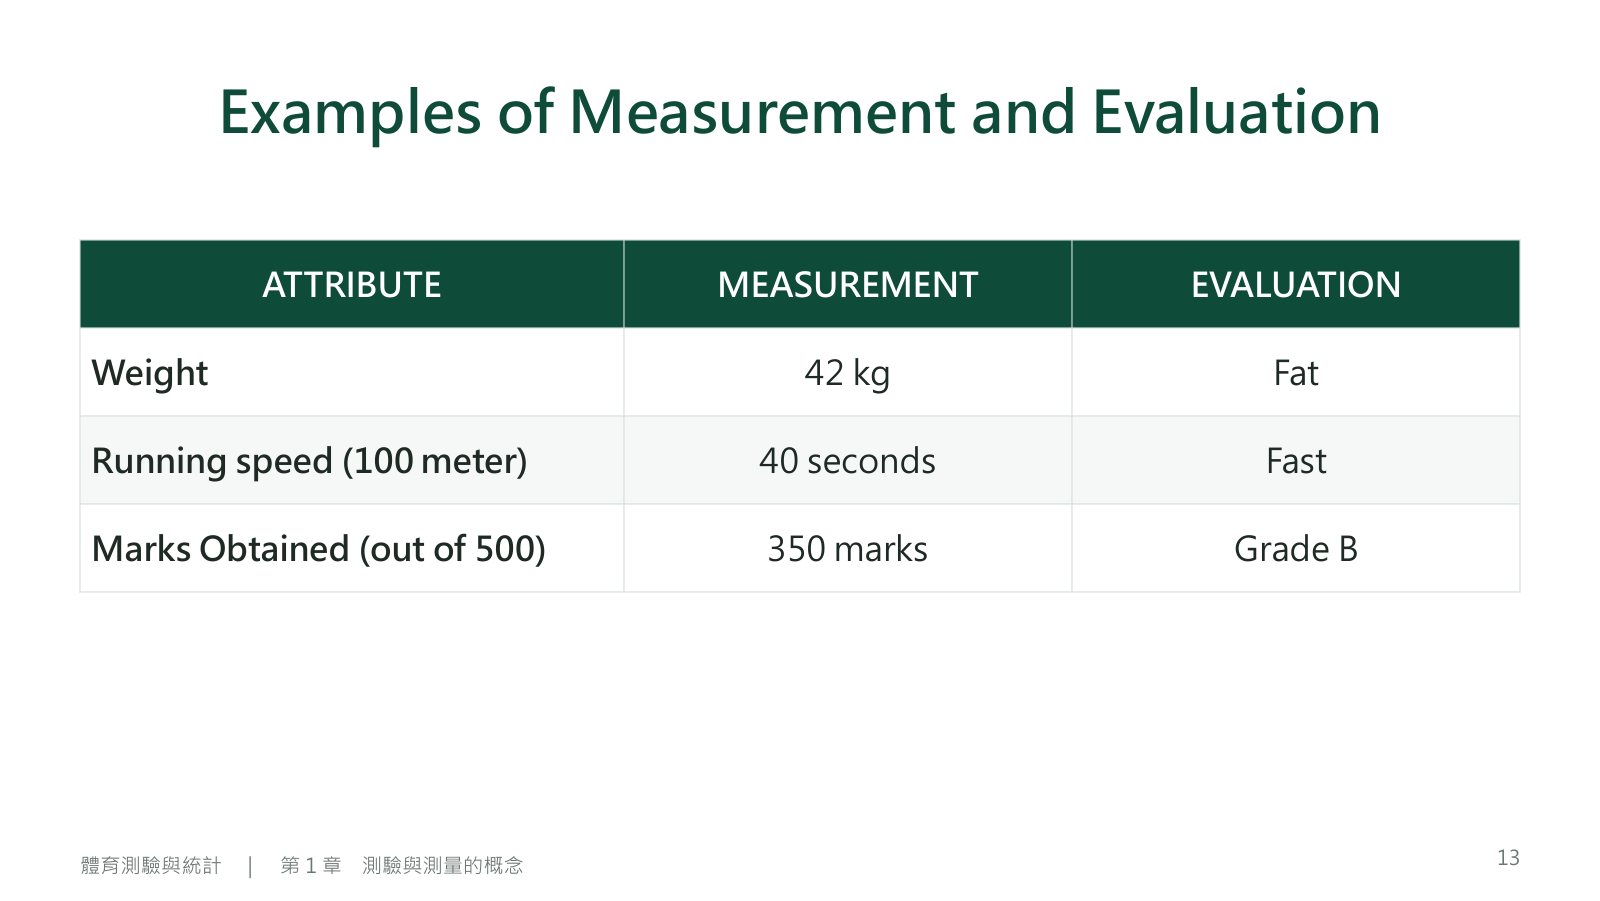 Examples of Measurement and Evaluation
ATTRIBUTE MEASUREMENT EVALUATION
Weight 42 kg Fat
Running speed (100 meter) 40 seconds Fast
Marks Obtained (out of 500) 350 marks Grade B
體育測驗與統計 | 第 1 章 測驗與測量的概念
13